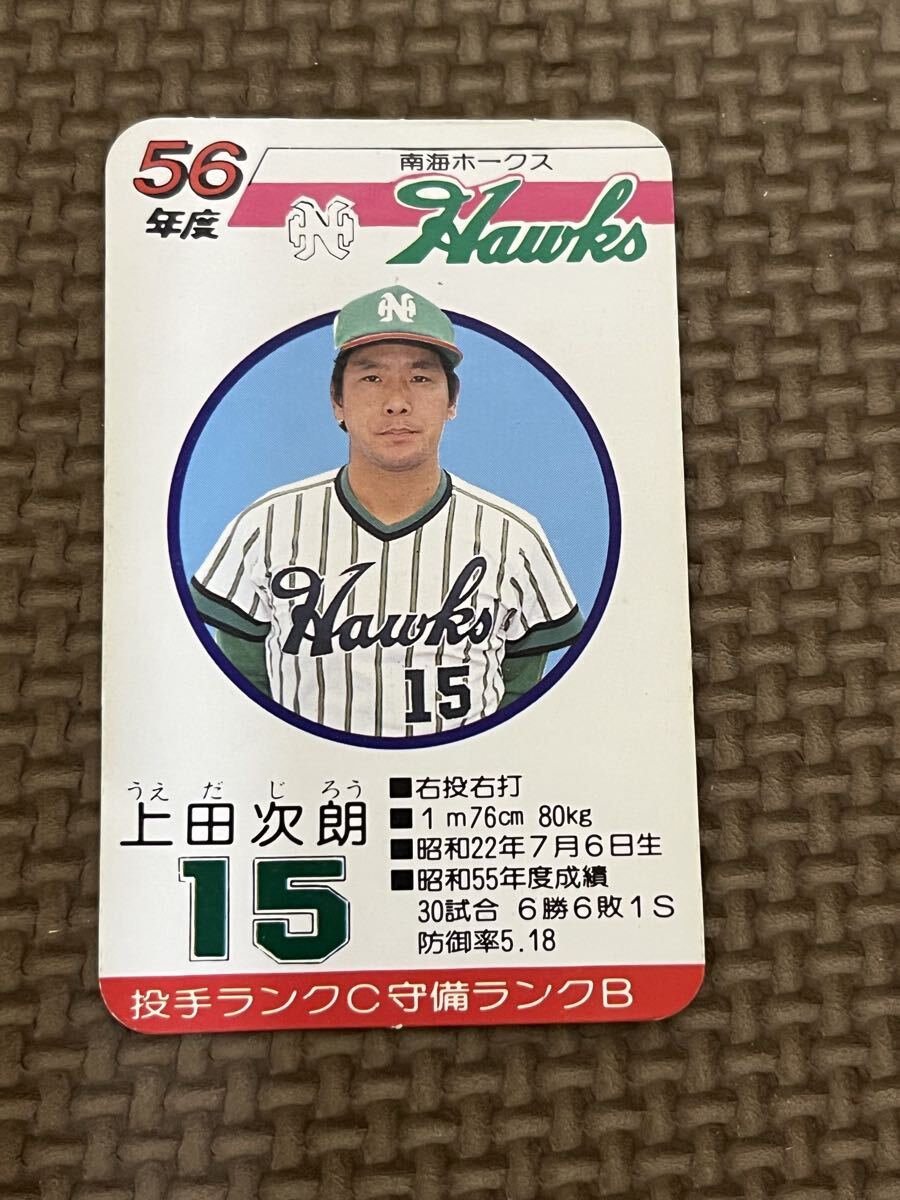 56
年度
南海ホークス
NH
Hawks
NH
Hawks
15
うえ だ じ ろう
上田次朗
15
■右投右打
■1m76cm 80kg
■昭和22年7月6日生
■昭和55年度成績
30試合 6勝6敗1S
防御率5.18
投手ランクC守備ランクB